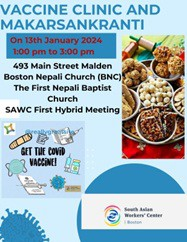 VACCINE CLINIC AND
MAKARSANKRANTI
On 13th January 2024
1:00 pm to 3:00 pm
493 Main Street Malden
Boston Nepali Church (BNC)
The First Nepali Baptist
Church
SAWC First Hybrid Meeting
GET THE COVID
VACCINE!
South Asian
Workers' Center
Boston